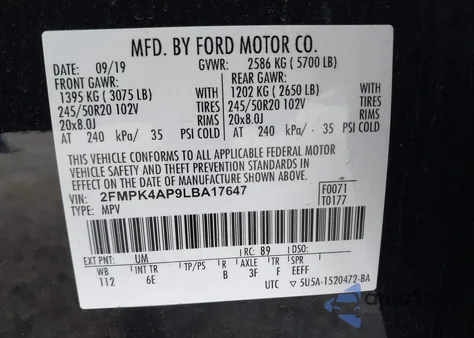 MFD. BY FORD MOTOR CO.
DATE: 09/19 GVWR: 2586 KG (5700 LB)
FRONT GAWR: REAR GAWR:
1395 KG (3075 LB) 1202 KG (2650 LB)
245/50R20 102V TIRES 245/50R20 102V TIRES
20x8.0J RIMS 20x8.0J RIMS
AT 240 kPa/ 35 PSI COLD AT 240 kPa/ 35 PSI COLD
THIS VEHICLE CONFORMS TO ALL APPLICABLE FEDERAL MOTOR
VEHICLE SAFETY AND THEFT PREVENTION STANDARDS IN
EFFECT ON THE DATE OF MANUFACTURE SHOWN ABOVE.
VIN: 2FMPK4AP9LBA17647 F0071
TYPE: MPV T0177
EXT PNT: UM RC: 89 DSO:
WB INT TR TP/PS R AXLE TR SPR
112 6E B 3F F EEFF
UTC 5U5A-1520472-BA